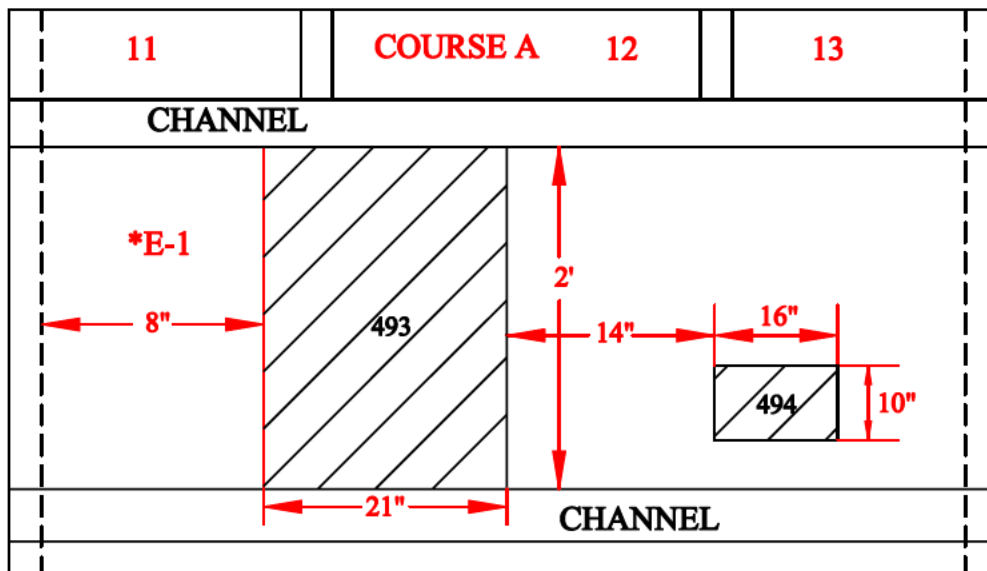 11 COURSE A 12 13
CHANNEL
*E-1
2'
8" 493 14" 16"
494 10"
21"
CHANNEL